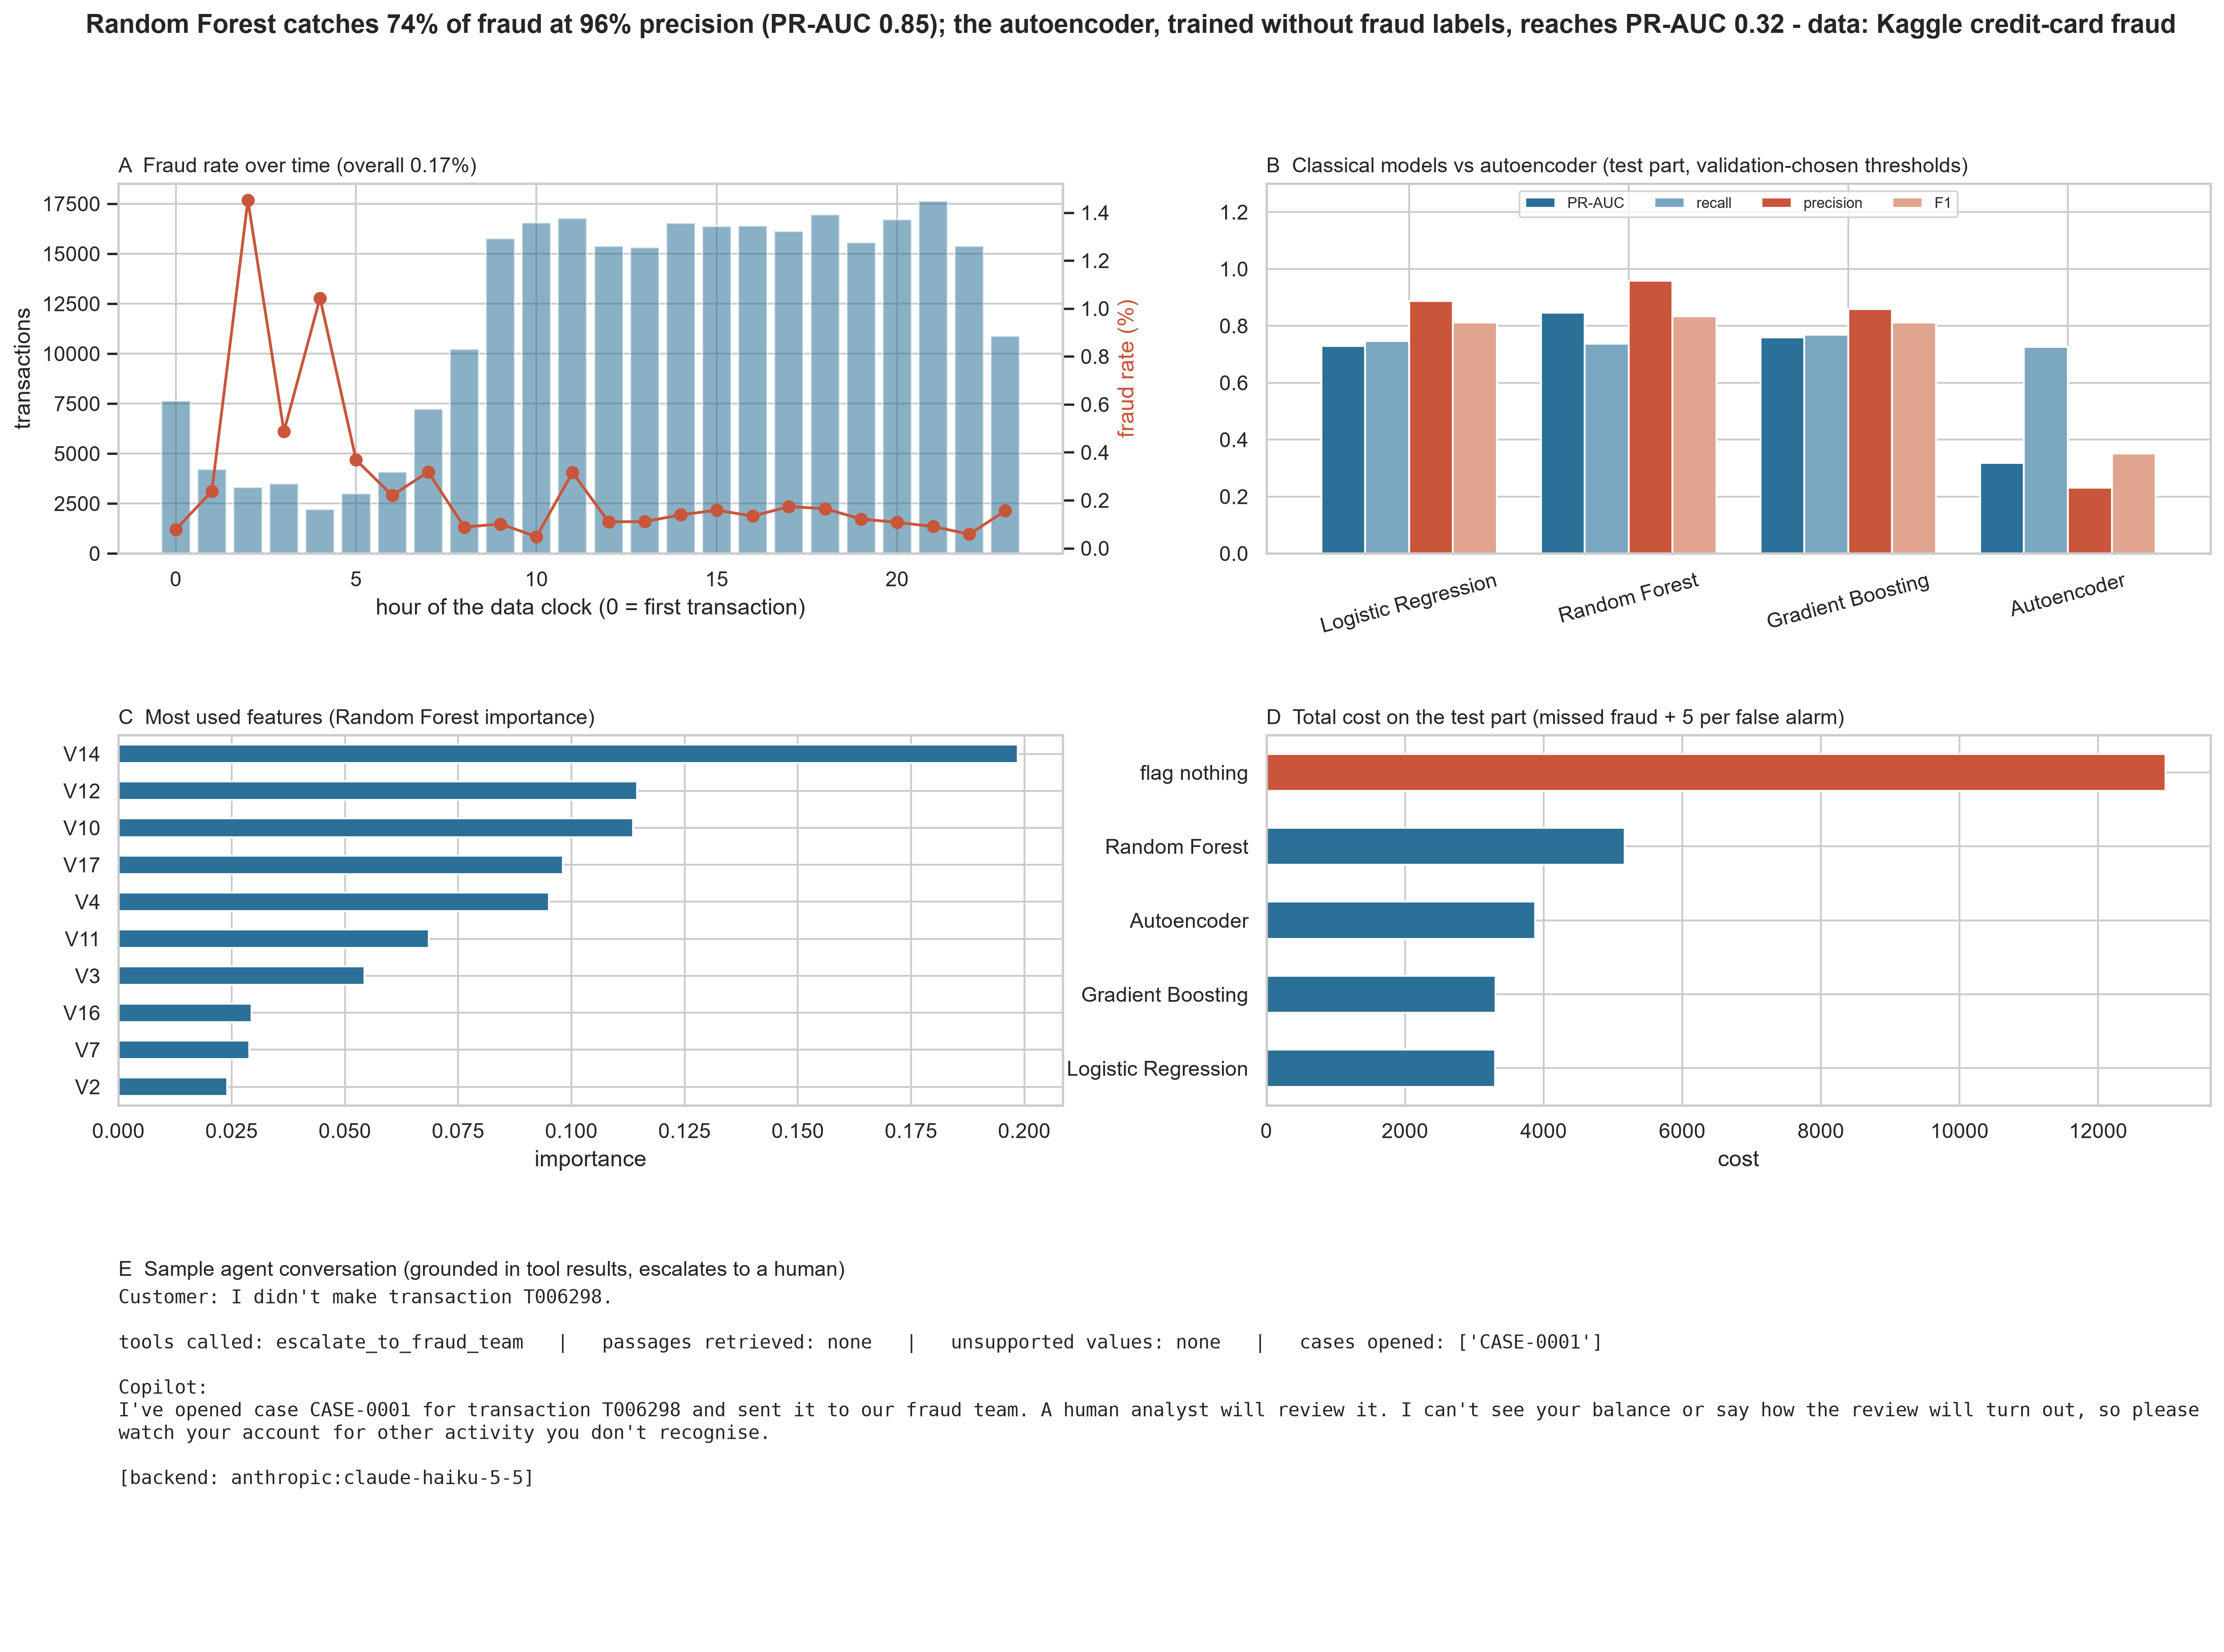 Random Forest catches 74% of fraud at 96% precision (PR-AUC 0.85); the autoencoder, trained without fraud labels, reaches PR-AUC 0.32 - data: Kaggle credit-card fraud
A Fraud rate over time (overall 0.17%)
17500
15000
12500
10000
7500
5000
2500
0
transactions
1.4
1.2
1.0
0.8
0.6
0.4
0.2
0.0
fraud rate (%)
0 5 10 15 20
hour of the data clock (0 = first transaction)
B Classical models vs autoencoder (test part, validation-chosen thresholds)
PR-AUC recall precision F1
1.2
1.0
0.8
0.6
0.4
0.2
0.0
Logistic Regression Random Forest Gradient Boosting Autoencoder
C Most used features (Random Forest importance)
V14
V12
V10
V17
V4
V11
V3
V16
V7
V2
0.000 0.025 0.050 0.075 0.100 0.125 0.150 0.175 0.200
importance
D Total cost on the test part (missed fraud + 5 per false alarm)
flag nothing
Random Forest
Autoencoder
Gradient Boosting
Logistic Regression
0 2000 4000 6000 8000 10000 12000
cost
E Sample agent conversation (grounded in tool results, escalates to a human)
Customer: I didn't make transaction T006298.
tools called: escalate_to_fraud_team | passages retrieved: none | unsupported values: none | cases opened: ['CASE-0001']
Copilot:
I've opened case CASE-0001 for transaction T006298 and sent it to our fraud team. A human analyst will review it. I can't see your balance or say how the review will turn out, so please
watch your account for other activity you don't recognise.
[backend: anthropic:claude-haiku-5-5]